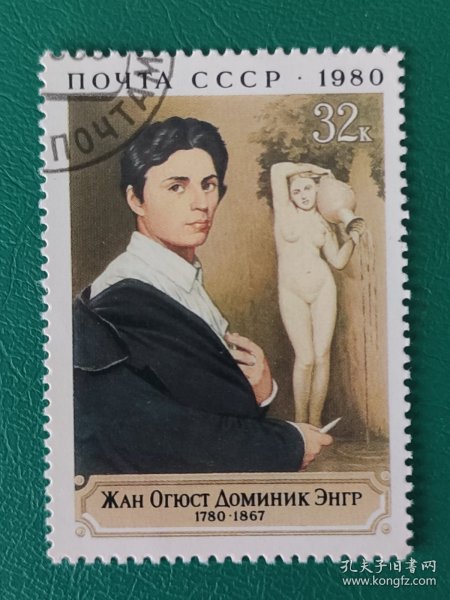 ПОЧТА СССР · 1980
ПОЧТАМ
32к
Жан Огюст Доминик Энгр
1780·1867
孔夫子旧书网
www.kongfz.com